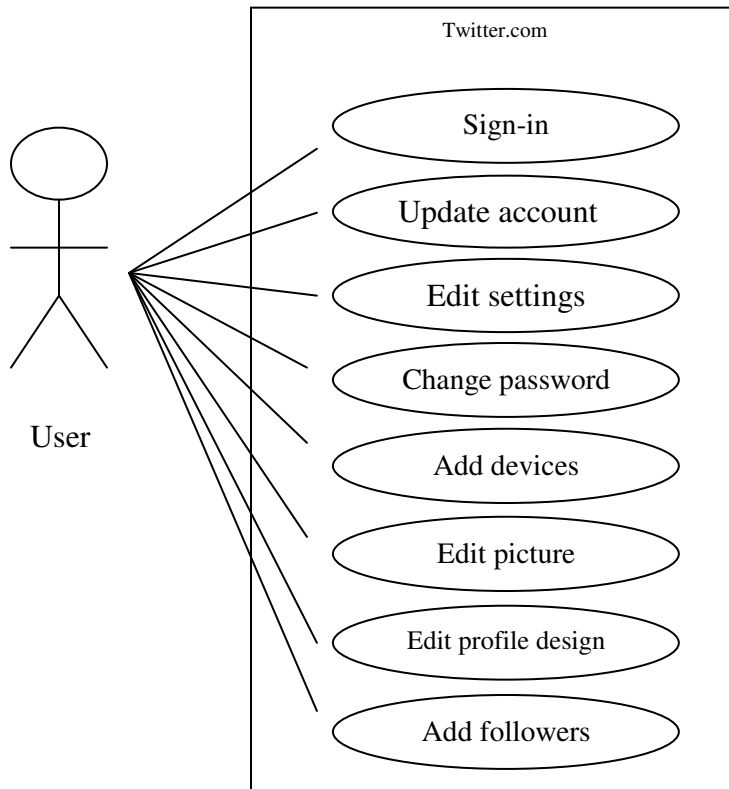 Twitter.com
Sign-in
Update account
Edit settings
Change password
User
Add devices
Edit picture
Edit profile design
Add followers